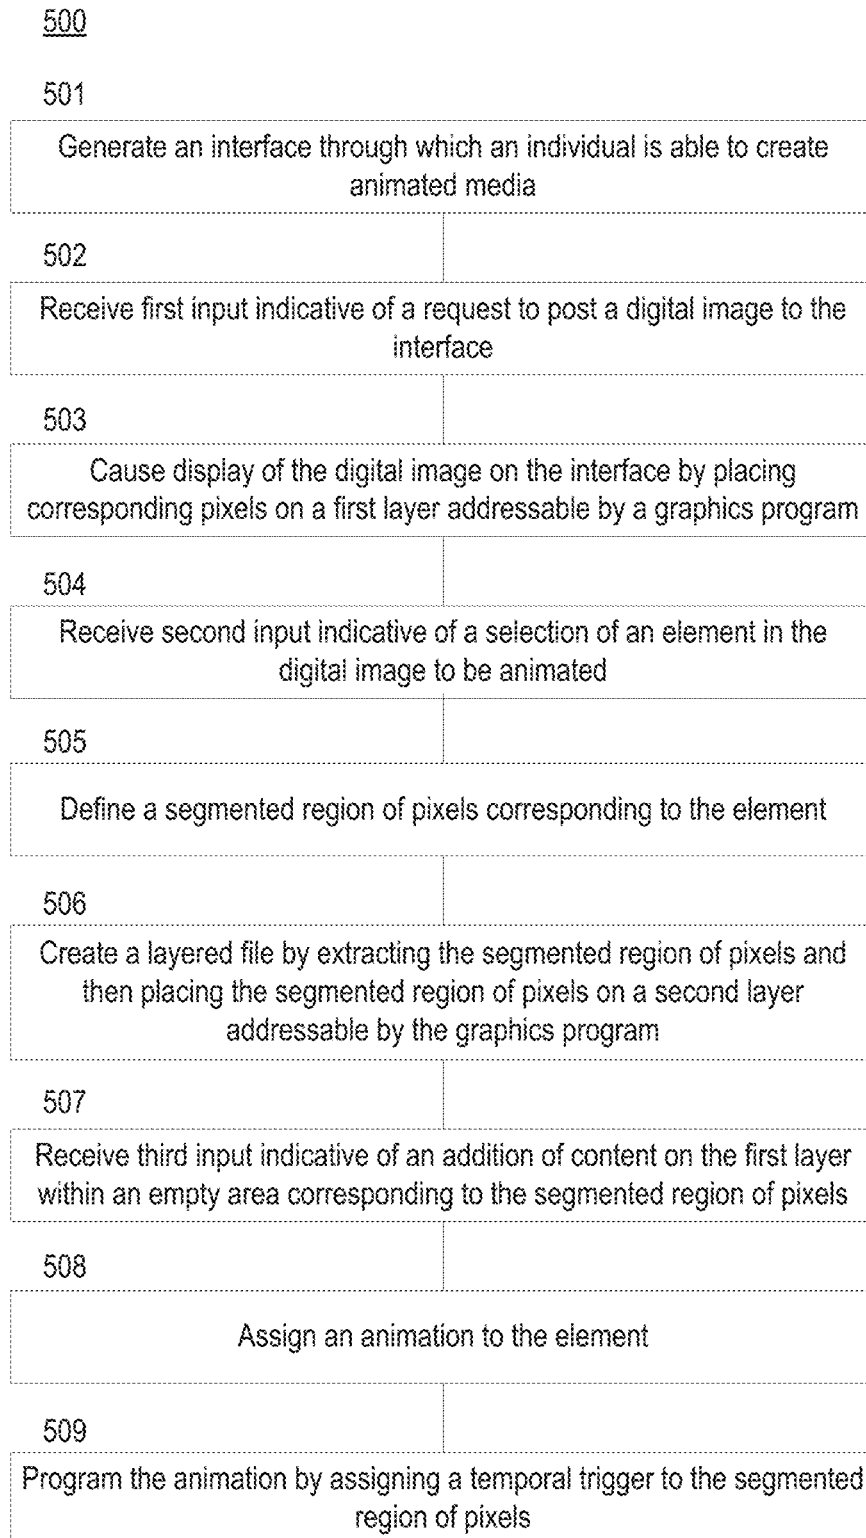 500
501
Generate an interface through which an individual is able to create
animated media
502
Receive first input indicative of a request to post a digital image to the
interface
503
Cause display of the digital image on the interface by placing
corresponding pixels on a first layer addressable by a graphics program
504
Receive second input indicative of a selection of an element in the
digital image to be animated
505
Define a segmented region of pixels corresponding to the element
506
Create a layered file by extracting the segmented region of pixels and
then placing the segmented region of pixels on a second layer
addressable by the graphics program
507
Receive third input indicative of an addition of content on the first layer
within an empty area corresponding to the segmented region of pixels
508
Assign an animation to the element
509
Program the animation by assigning a temporal trigger to the segmented
region of pixels